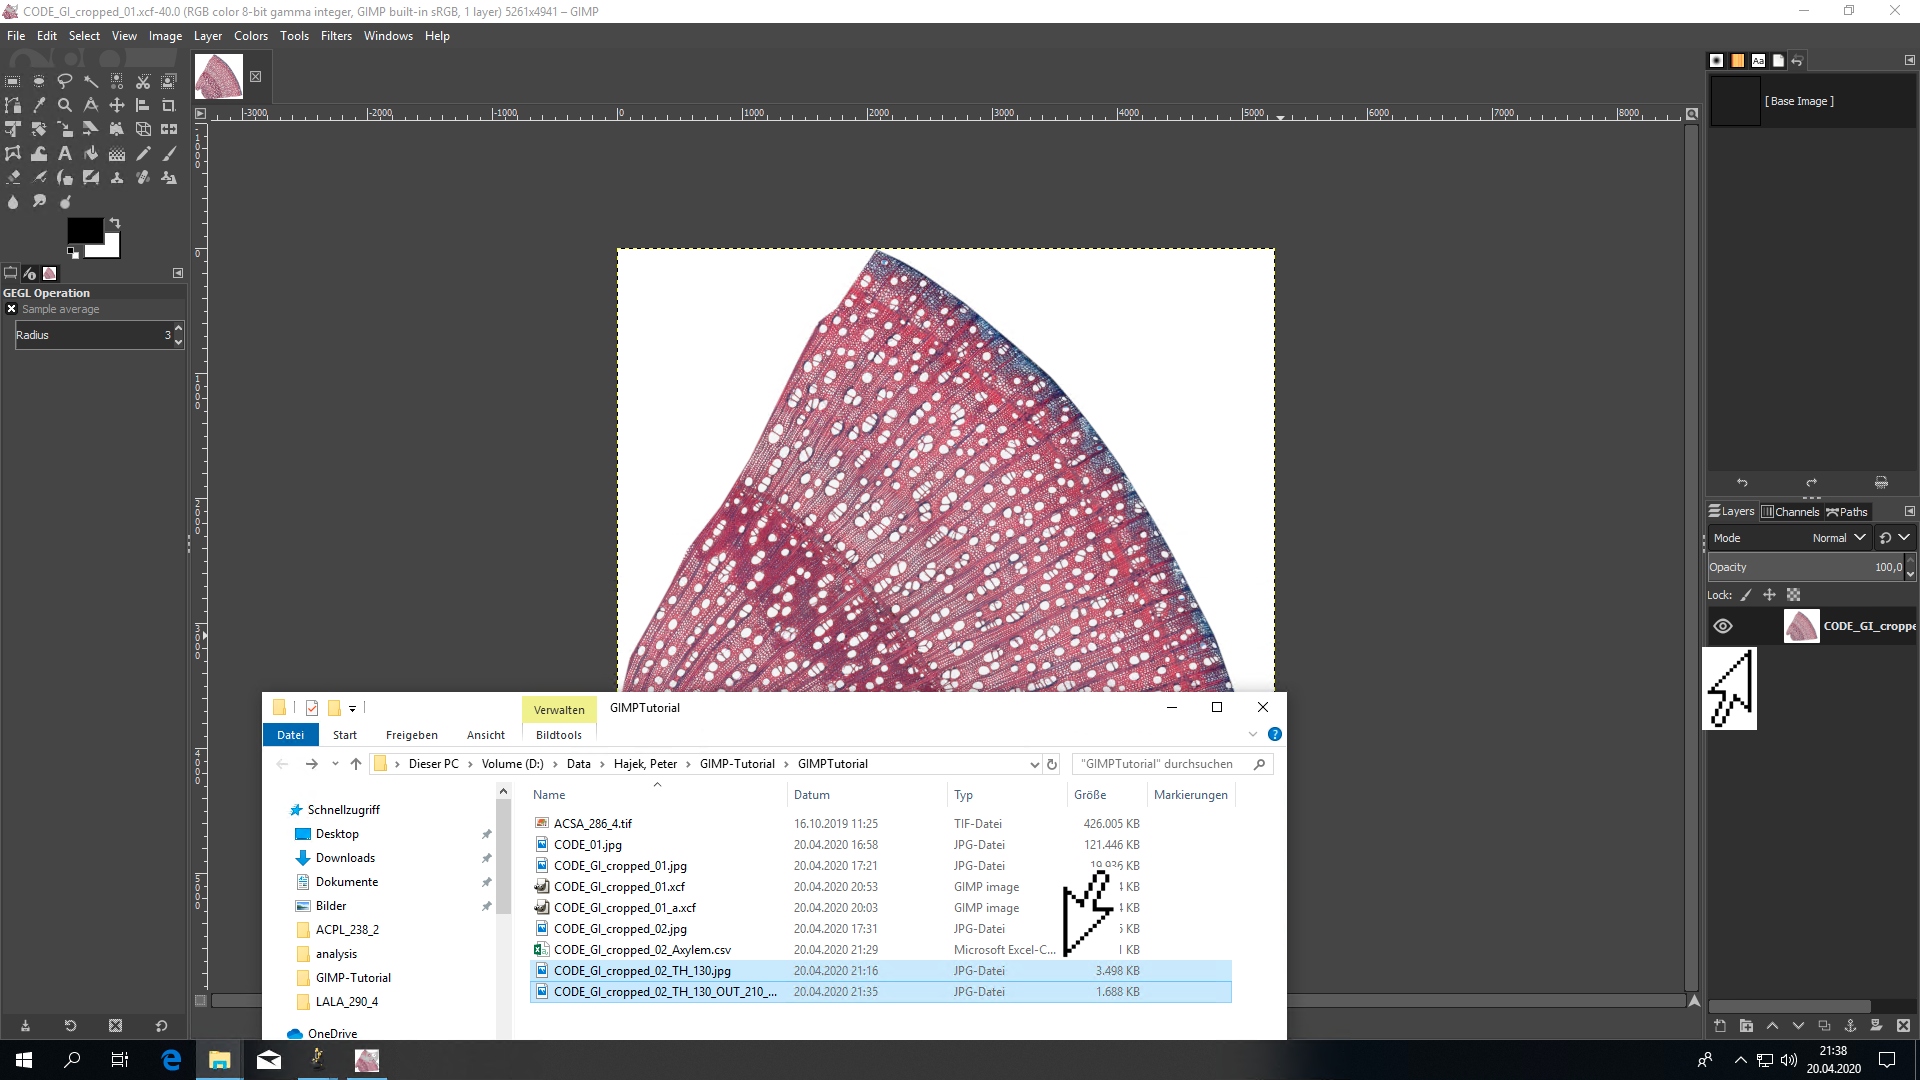 CODE_GI_cropped_01.xcf-40.0 (RGB color 8-bit gamma integer, GIMP built-in sRGB, 1 layer) 5261x4941 – GIMP
File Edit Select View Image Layer Colors Tools Filters Windows Help
-3000 -2000 -1000 0 1000 2000 3000 4000 5000 6000 7000 8000
[ Base Image ]
GEGL Operation
Sample average
Radius 3
Layers Channels Paths
Mode Normal
Opacity 100,0
Lock:
CODE_GI_croppe
Verwalten GIMPTutorial
Datei Start Freigeben Ansicht Bildtools
Dieser PC › Volume (D:) › Data › Hajek, Peter › GIMP-Tutorial › GIMPTutorial
"GIMPTutorial" durchsuchen
Name Datum Typ Größe Markierungen
Schnellzugriff
Desktop
Downloads
Dokumente
Bilder
ACPL_238_2
analysis
GIMP-Tutorial
LALA_290_4
OneDrive
ACSA_286_4.tif 16.10.2019 11:25 TIF-Datei 426.005 KB
CODE_01.jpg 20.04.2020 16:58 JPG-Datei 121.446 KB
CODE_GI_cropped_01.jpg 20.04.2020 17:21 JPG-Datei 19.936 KB
CODE_GI_cropped_01.xcf 20.04.2020 20:53 GIMP image 4 KB
CODE_GI_cropped_01_a.xcf 20.04.2020 20:03 GIMP image 4 KB
CODE_GI_cropped_02.jpg 20.04.2020 17:31 JPG-Datei 5 KB
CODE_GI_cropped_02_Axylem.csv 20.04.2020 21:29 Microsoft Excel-C... 1 KB
CODE_GI_cropped_02_TH_130.jpg 20.04.2020 21:16 JPG-Datei 3.498 KB
CODE_GI_cropped_02_TH_130_OUT_210_... 20.04.2020 21:35 JPG-Datei 1.688 KB
21:38
20.04.2020